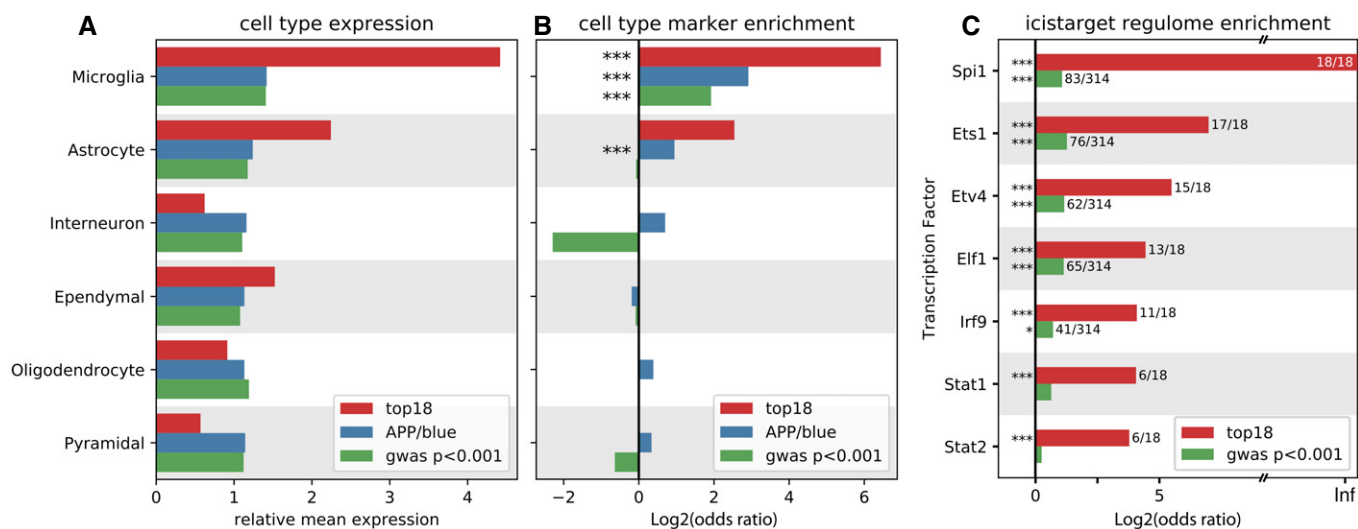 A
cell type expression
Microglia
Astrocyte
Interneuron
Ependymal
Oligodendrocyte
Pyramidal
top18
APP/blue
gwas p<0.001
0 1 2 3 4
relative mean expression
B
cell type marker enrichment
***
***
***
***
top18
APP/blue
gwas p<0.001
−2 0 2 4 6
Log2(odds ratio)
C
icistarget regulome enrichment
Transcription Factor
Spi1
*** 18/18
*** 83/314
Ets1
*** 17/18
*** 76/314
Etv4
*** 15/18
*** 62/314
Elf1
*** 13/18
*** 65/314
Irf9
*** 11/18
* 41/314
Stat1
*** 6/18
Stat2
*** 6/18
top18
gwas p<0.001
0 5 Inf
Log2(odds ratio)